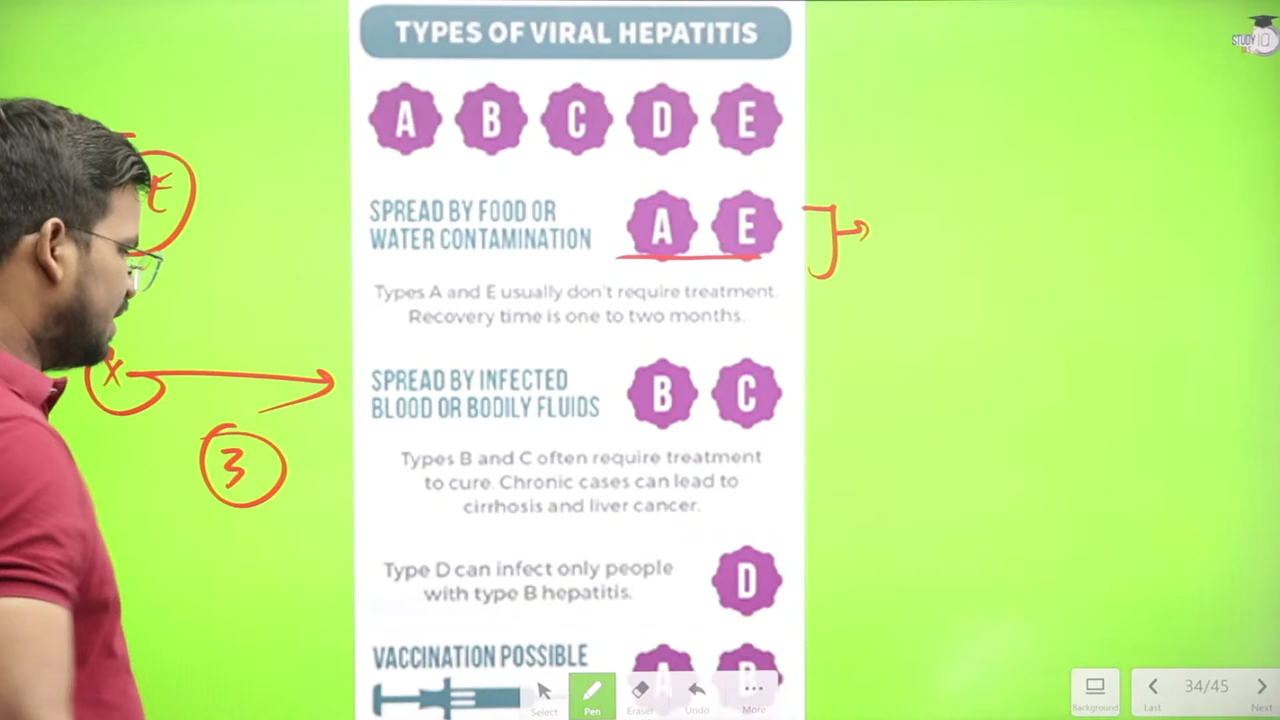 TYPES OF VIRAL HEPATITIS
A B C D E
SPREAD BY FOOD OR
WATER CONTAMINATION
A E
Types A and E usually don't require treatment.
Recovery time is one to two months.
SPREAD BY INFECTED
BLOOD OR BODILY FLUIDS
B C
Types B and C often require treatment
to cure. Chronic cases can lead to
cirrhosis and liver cancer.
Type D can infect only people
with type B hepatitis.
D
VACCINATION POSSIBLE
A B
E
X
3
STUDY IQ
Select
Pen
Eraser
Undo
More
Background
Last
34/45
Next